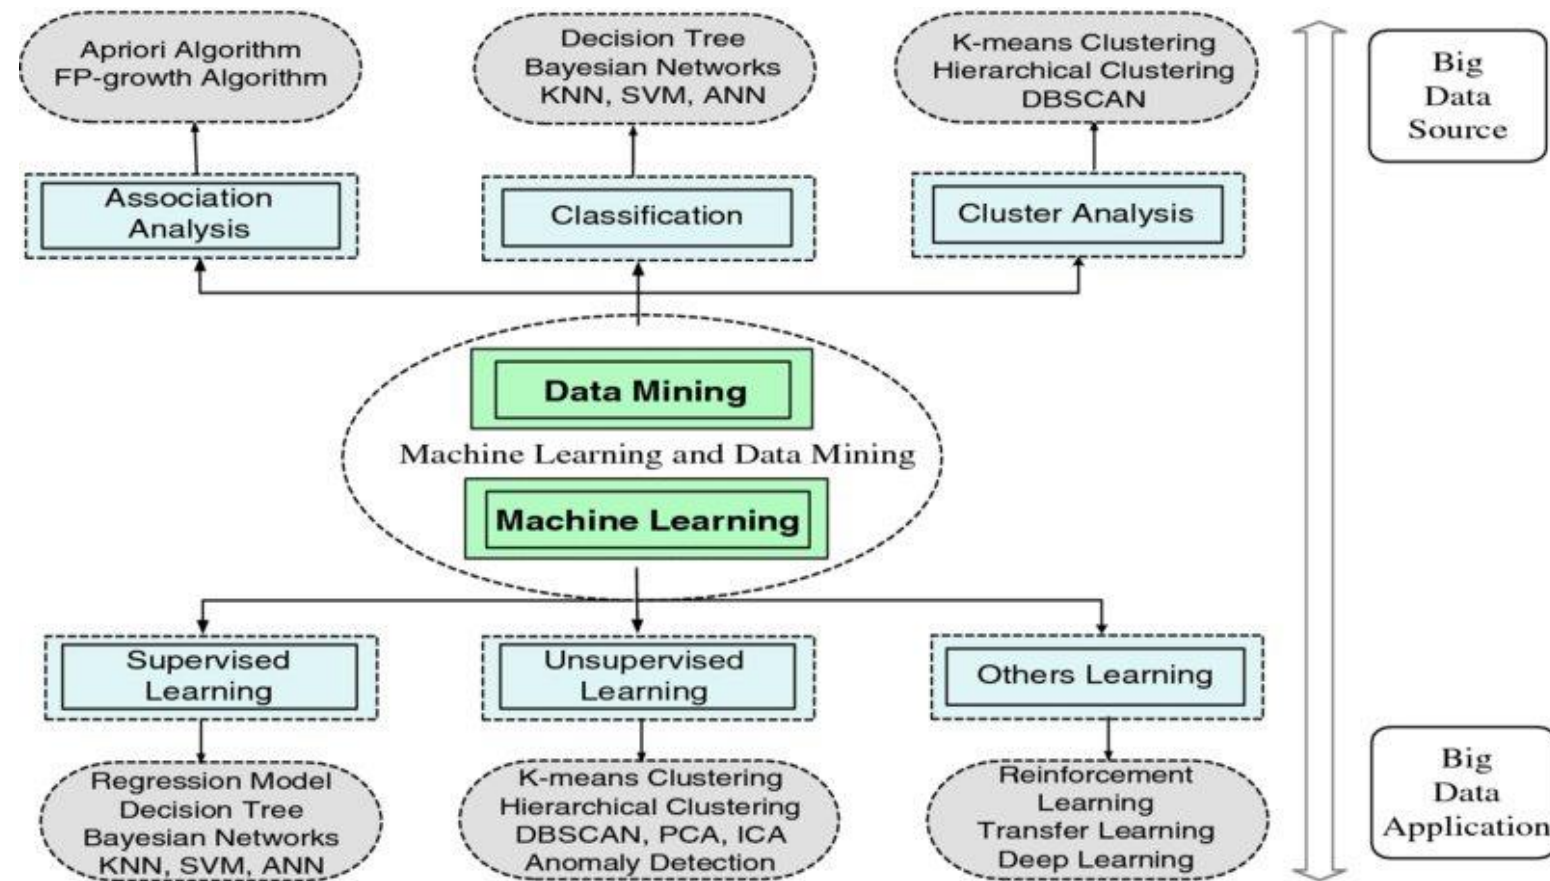 Apriori Algorithm
FP-growth Algorithm
Decision Tree
Bayesian Networks
KNN, SVM, ANN
K-means Clustering
Hierarchical Clustering
DBSCAN
Big
Data
Source
Association
Analysis
Classification
Cluster Analysis
Data Mining
Machine Learning and Data Mining
Machine Learning
Supervised
Learning
Unsupervised
Learning
Others Learning
Regression Model
Decision Tree
Bayesian Networks
KNN, SVM, ANN
K-means Clustering
Hierarchical Clustering
DBSCAN, PCA, ICA
Anomaly Detection
Reinforcement
Learning
Transfer Learning
Deep Learning
Big
Data
Application